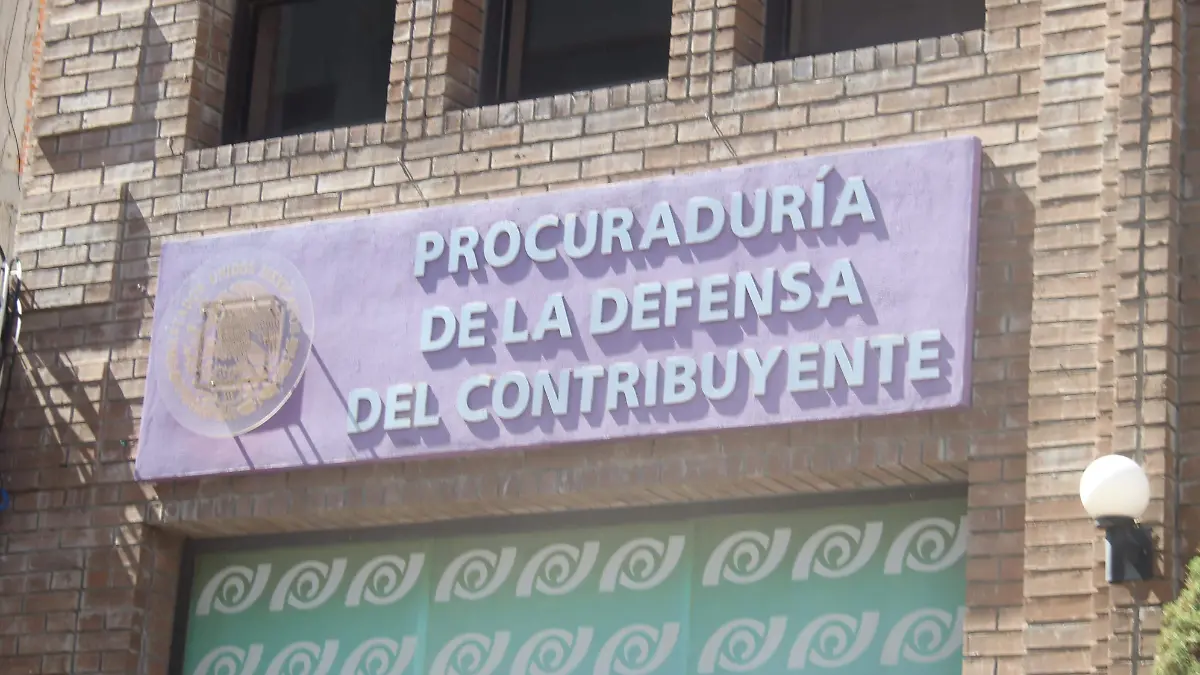 PROCURADURÍA
DE LA DEFENSA
DEL CONTRIBUYENTE